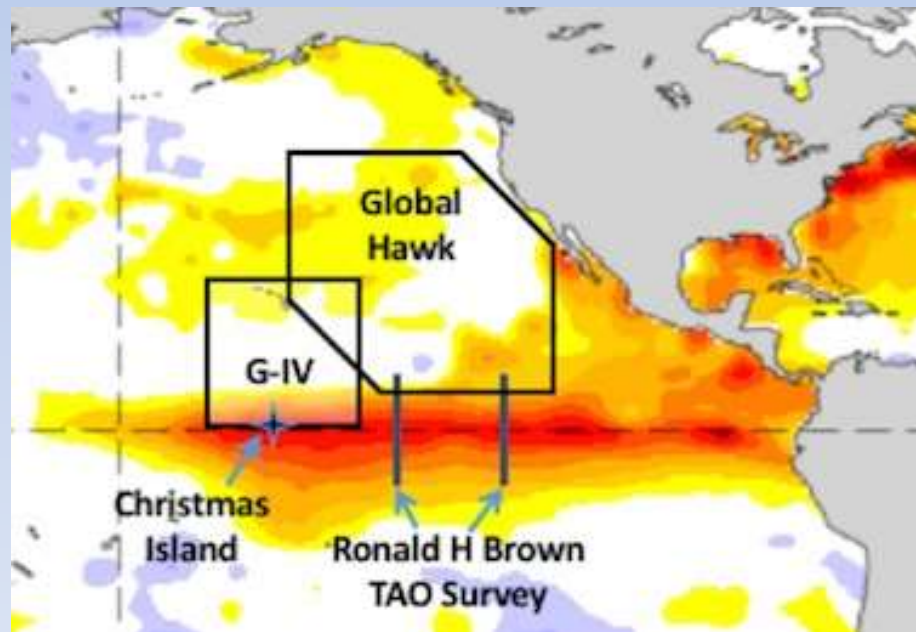 Global
Hawk
G-IV
Christmas
Island
Ronald H Brown
TAO Survey